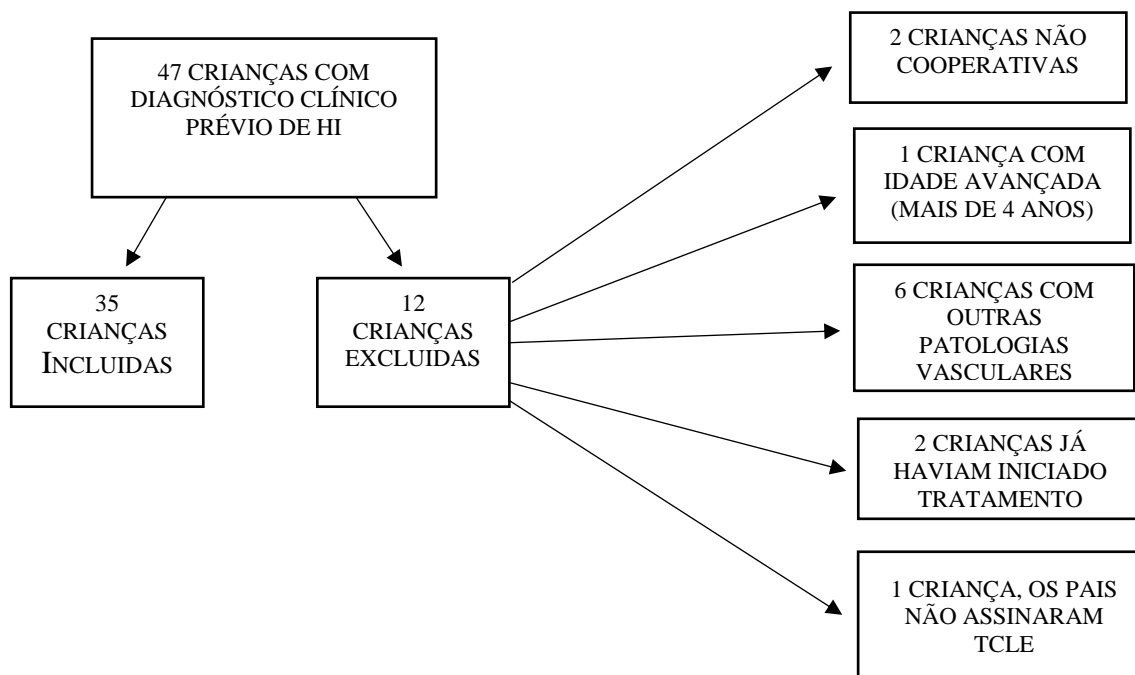 47 CRIANÇAS COM
DIAGNÓSTICO CLÍNICO
PRÉVIO DE HI
35
CRIANÇAS
INCLUIDAS
12
CRIANÇAS
EXCLUIDAS
2 CRIANÇAS NÃO
COOPERATIVAS
1 CRIANÇA COM
IDADE AVANÇADA
(MAIS DE 4 ANOS)
6 CRIANÇAS COM
OUTRAS
PATOLOGIAS
VASCULARES
2 CRIANÇAS JÁ
HAVIAM INICIADO
TRATAMENTO
1 CRIANÇA, OS PAIS
NÃO ASSINARAM
TCLE